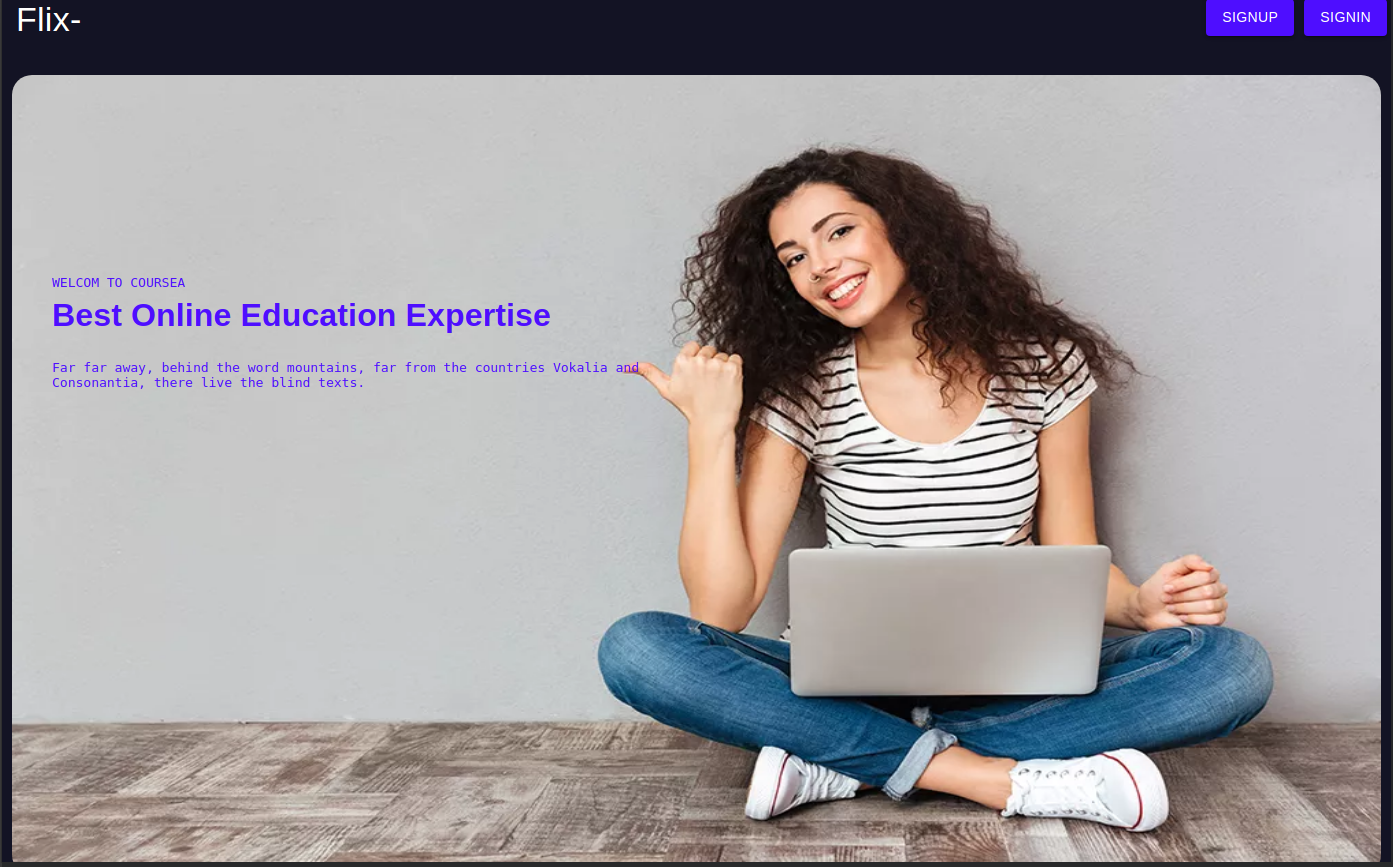 Flix-
SIGNUP
SIGNIN
WELCOM TO COURSEA
Best Online Education Expertise
Far far away, behind the word mountains, far from the countries Vokalia and
Consonantia, there live the blind texts.